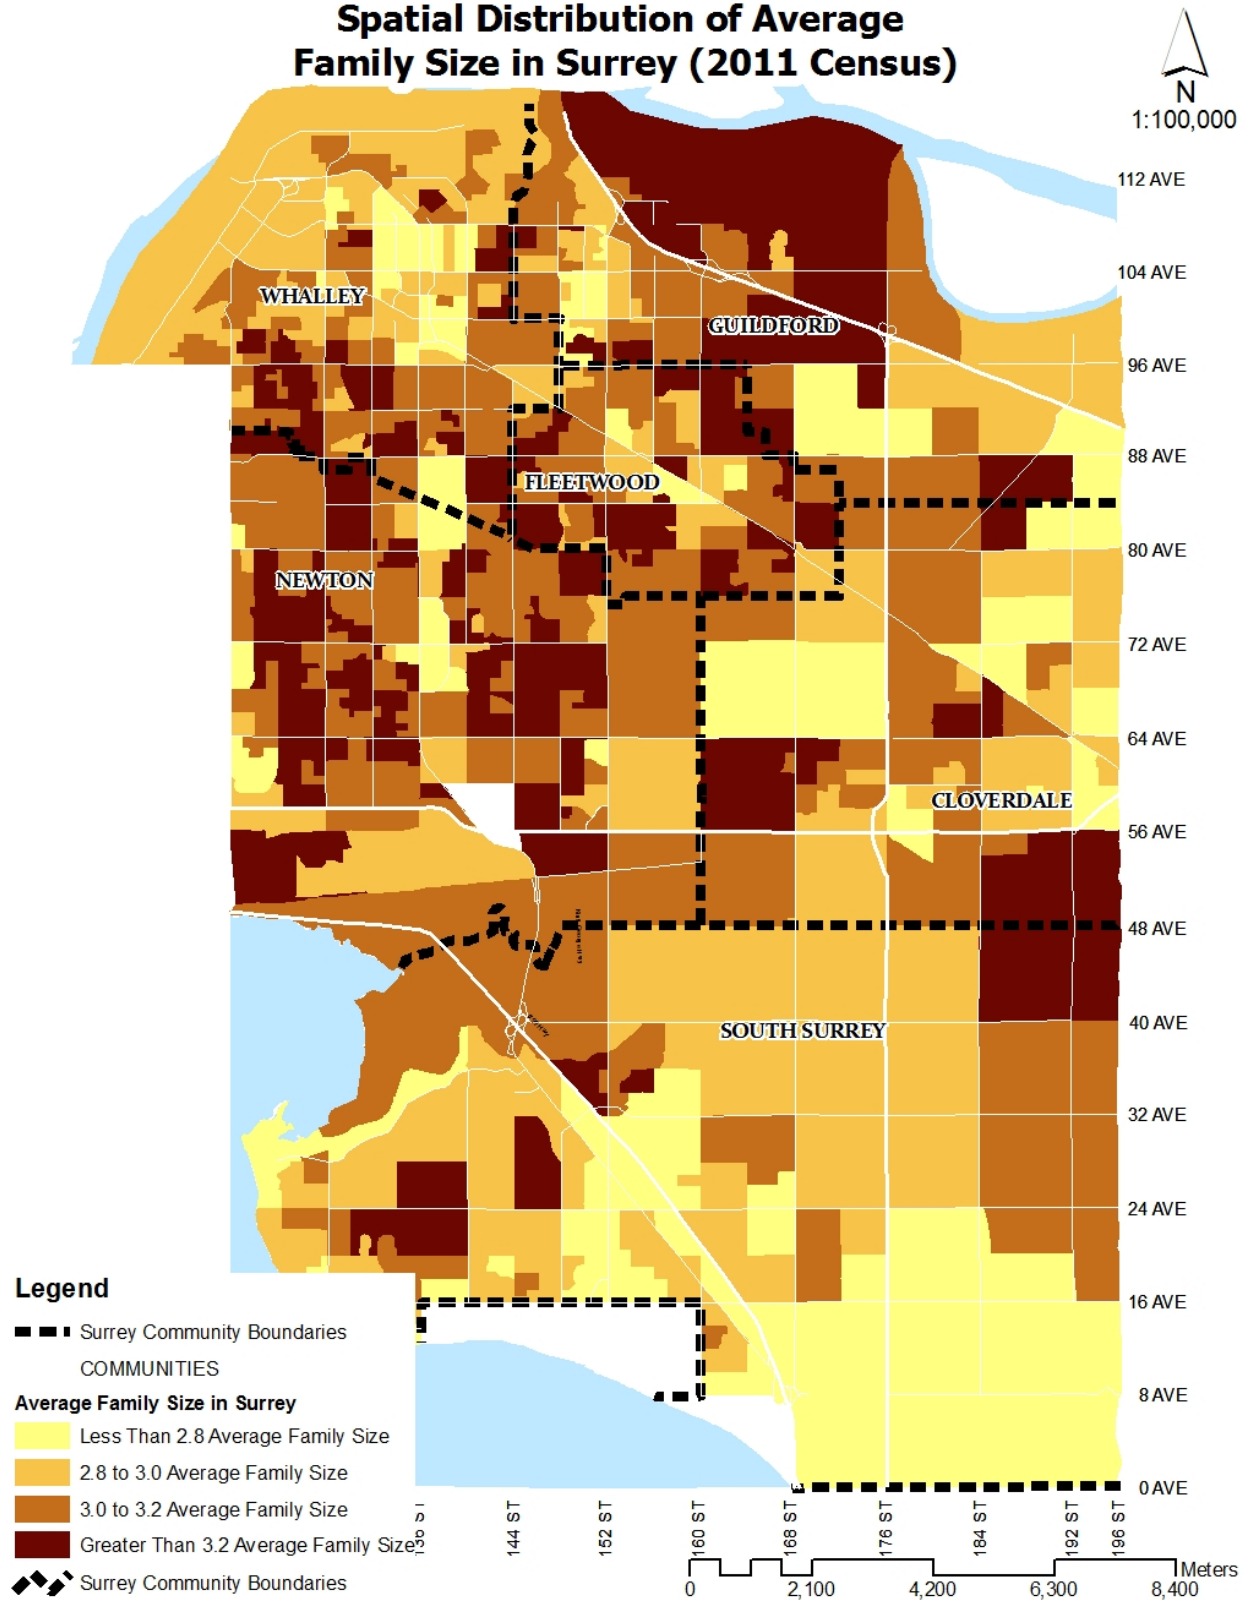 Spatial Distribution of Average
Family Size in Surrey (2011 Census)
N
1:100,000
112 AVE
104 AVE
WHALLEY
GUILDFORD
96 AVE
88 AVE
FLEETWOOD
80 AVE
NEWTON
72 AVE
64 AVE
CLOVERDALE
56 AVE
48 AVE
40 AVE
SOUTH SURREY
32 AVE
24 AVE
16 AVE
8 AVE
0 AVE
Legend
Surrey Community Boundaries
COMMUNITIES
Average Family Size in Surrey
Less Than 2.8 Average Family Size
2.8 to 3.0 Average Family Size
3.0 to 3.2 Average Family Size
Greater Than 3.2 Average Family Size
Surrey Community Boundaries
136 ST
144 ST
152 ST
160 ST
168 ST
176 ST
184 ST
192 ST
196 ST
Meters
0 2,100 4,200 6,300 8,400